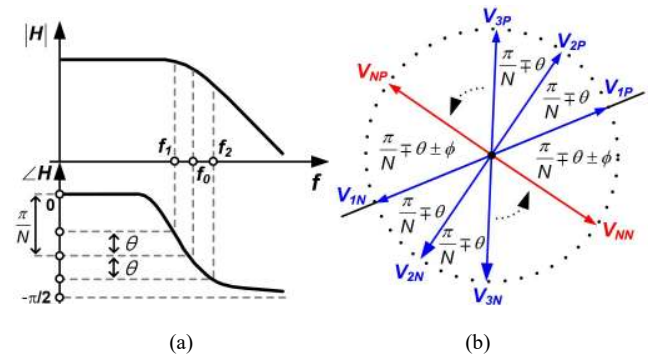 |H|
f₁
f₂
f₀
f
∠H
0
π/N
θ
θ
-π/2
(a)
V3P
V2P
V1P
VNP
π/N ∓ θ
π/N ∓ θ
π/N ∓ θ ± ϕ
π/N ∓ θ ± ϕ
V1N
π/N ∓ θ
π/N ∓ θ
VNN
V2N
V3N
(b)